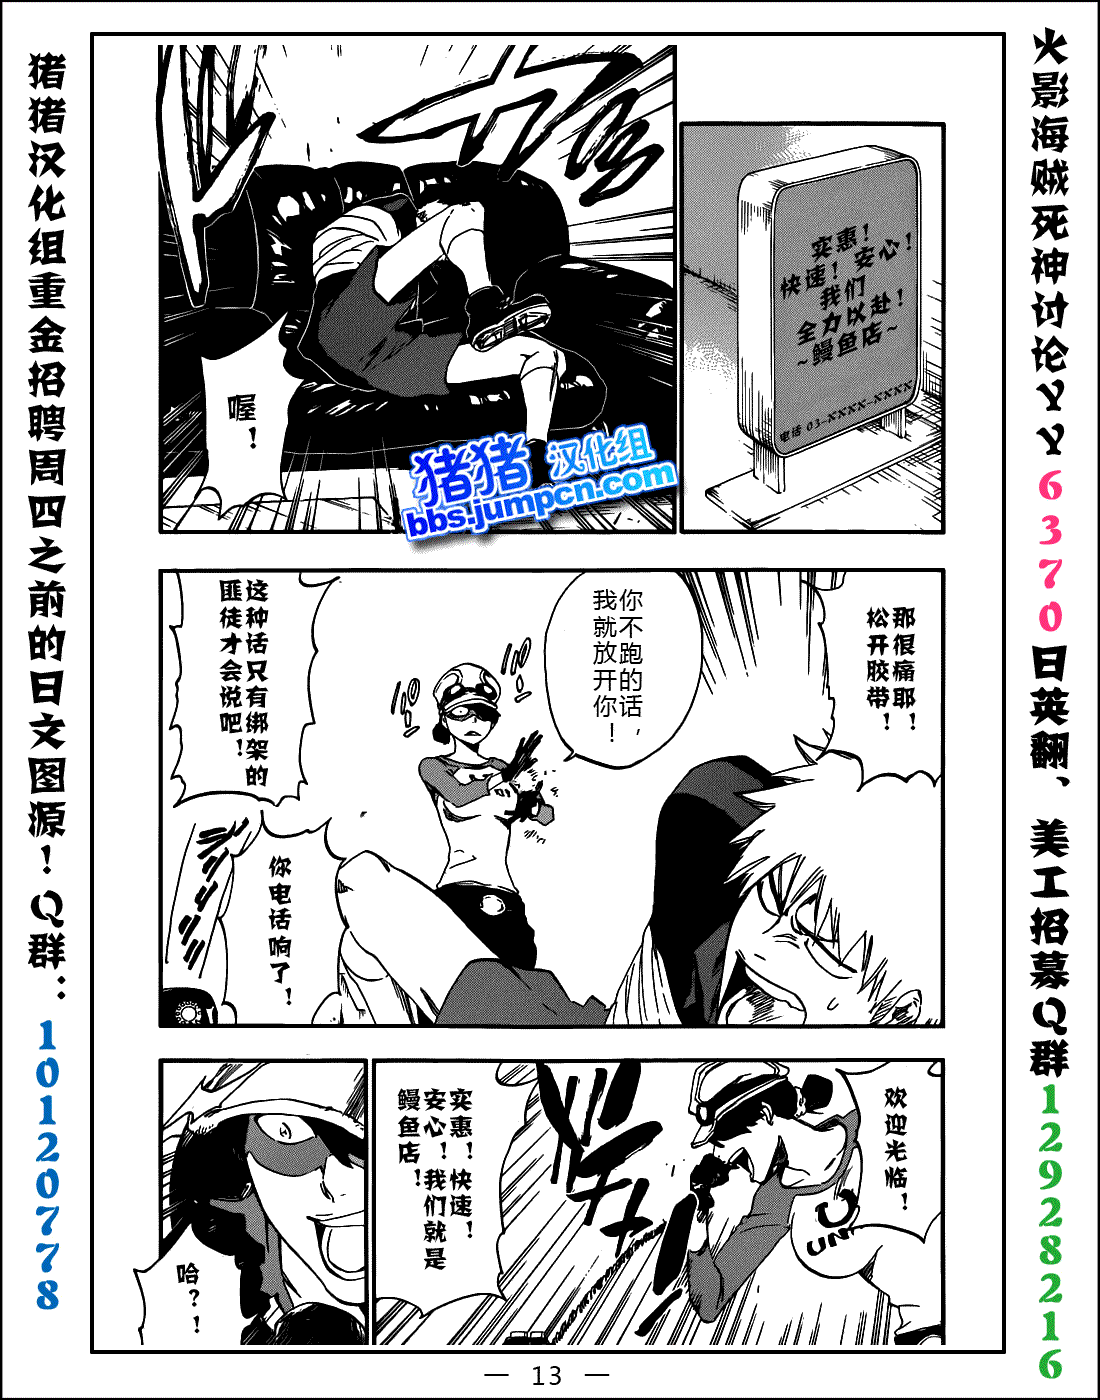 火影海贼死神讨论YY6370日英翻、美工招募Q群129282166
实惠！
快速！安心！
我们
全力以赴！
~鳗鱼店~
电话 03-XXXX-XXXX
喔！
猪猪汉化组
bbs.jumpcn.com
那很痛耶！
松开胶带！
你不跑的话，
我就放开你！
这种话只有绑架的
匪徒才会说吧！
你电话响了！
欢迎光临！
UN
实惠！快速！
安心！我们就是
鳗鱼店！
哈？！
猪猪汉化组重金招聘周四之前的日文图源！Q群：101207778
— 13 —